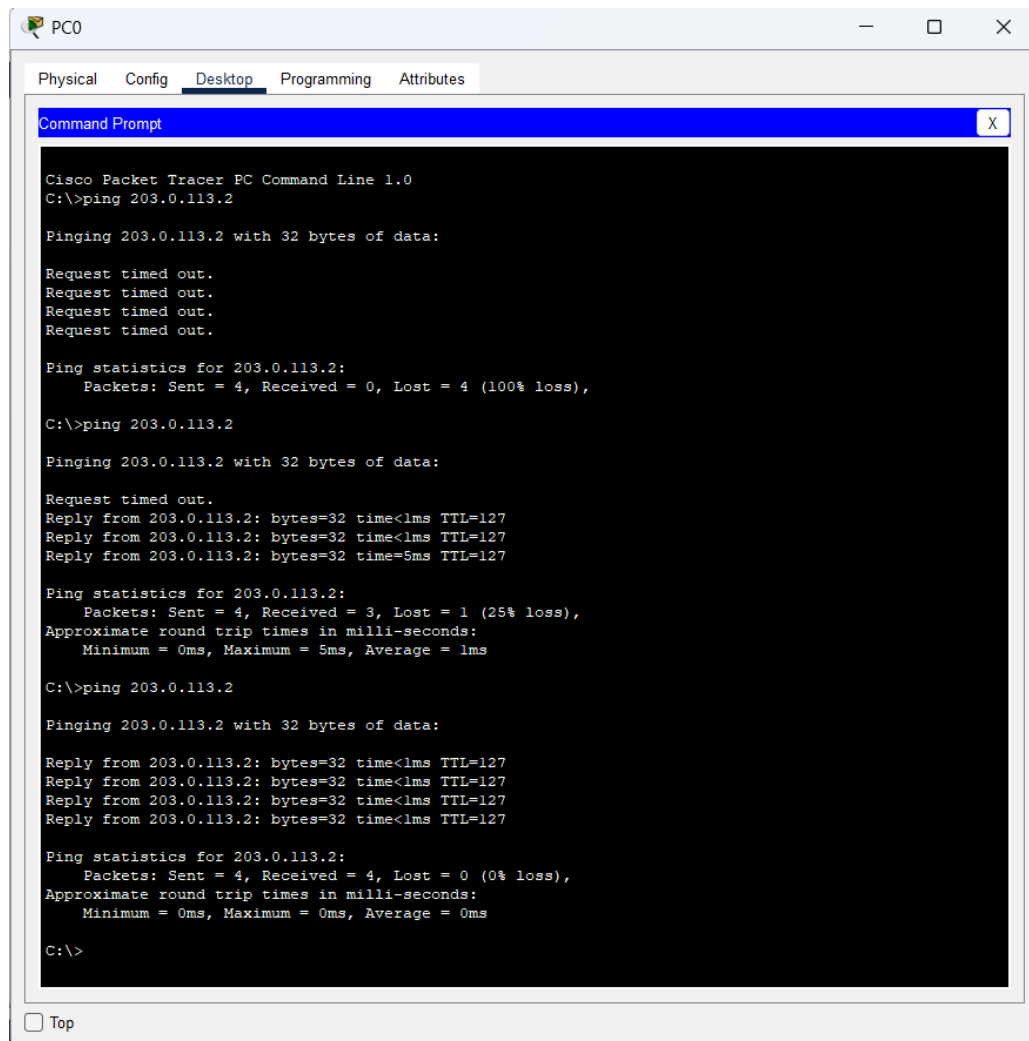 PC0
Physical Config Desktop Programming Attributes
Command Prompt
X
Cisco Packet Tracer PC Command Line 1.0
C:\>ping 203.0.113.2
Pinging 203.0.113.2 with 32 bytes of data:
Request timed out.
Request timed out.
Request timed out.
Request timed out.
Ping statistics for 203.0.113.2:
Packets: Sent = 4, Received = 0, Lost = 4 (100% loss),
C:\>ping 203.0.113.2
Pinging 203.0.113.2 with 32 bytes of data:
Request timed out.
Reply from 203.0.113.2: bytes=32 time<1ms TTL=127
Reply from 203.0.113.2: bytes=32 time<1ms TTL=127
Reply from 203.0.113.2: bytes=32 time=5ms TTL=127
Ping statistics for 203.0.113.2:
Packets: Sent = 4, Received = 3, Lost = 1 (25% loss),
Approximate round trip times in milli-seconds:
Minimum = 0ms, Maximum = 5ms, Average = 1ms
C:\>ping 203.0.113.2
Pinging 203.0.113.2 with 32 bytes of data:
Reply from 203.0.113.2: bytes=32 time<1ms TTL=127
Reply from 203.0.113.2: bytes=32 time<1ms TTL=127
Reply from 203.0.113.2: bytes=32 time<1ms TTL=127
Reply from 203.0.113.2: bytes=32 time<1ms TTL=127
Ping statistics for 203.0.113.2:
Packets: Sent = 4, Received = 4, Lost = 0 (0% loss),
Approximate round trip times in milli-seconds:
Minimum = 0ms, Maximum = 0ms, Average = 0ms
C:\>
Top